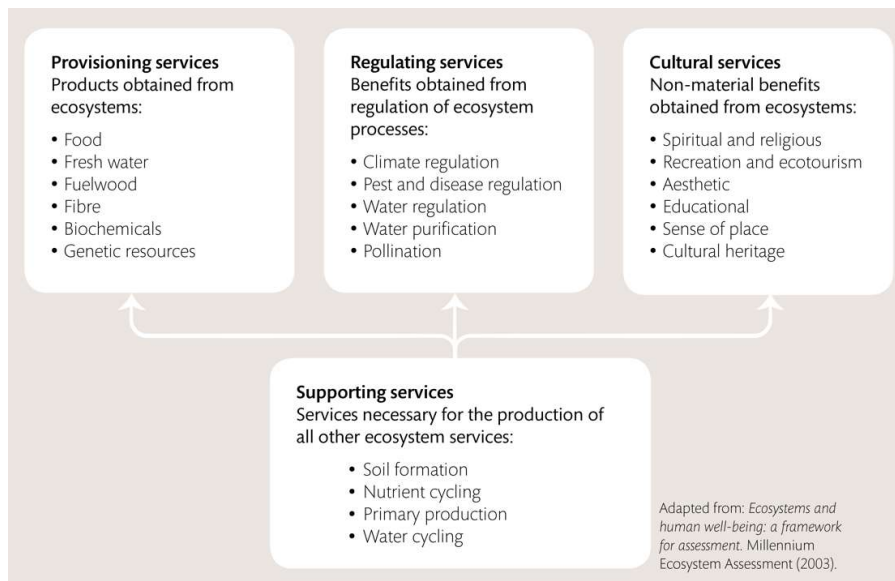 Provisioning services
Products obtained from
ecosystems:
• Food
• Fresh water
• Fuelwood
• Fibre
• Biochemicals
• Genetic resources
Regulating services
Benefits obtained from
regulation of ecosystem
processes:
• Climate regulation
• Pest and disease regulation
• Water regulation
• Water purification
• Pollination
Cultural services
Non-material benefits
obtained from ecosystems:
• Spiritual and religious
• Recreation and ecotourism
• Aesthetic
• Educational
• Sense of place
• Cultural heritage
Supporting services
Services necessary for the production of
all other ecosystem services:
• Soil formation
• Nutrient cycling
• Primary production
• Water cycling
Adapted from: Ecosystems and
human well-being: a framework
for assessment. Millennium
Ecosystem Assessment (2003).